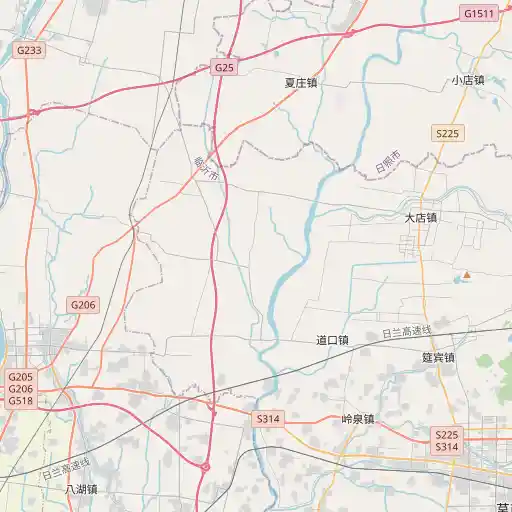 G1511
G233
G25
夏庄镇
小店镇
S225
日照市
临沂市
大店镇
G206
日兰高速线
道口镇
筵宾镇
G205
G206
G518
S314
岭泉镇
S225
S314
日兰高速线
八湖镇